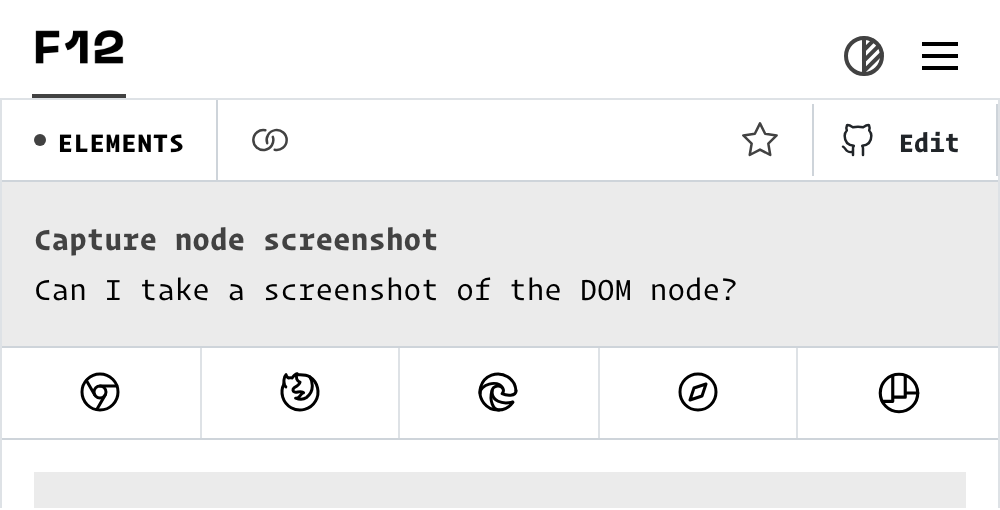 F12
ELEMENTS
Edit
Capture node screenshot
Can I take a screenshot of the DOM node?